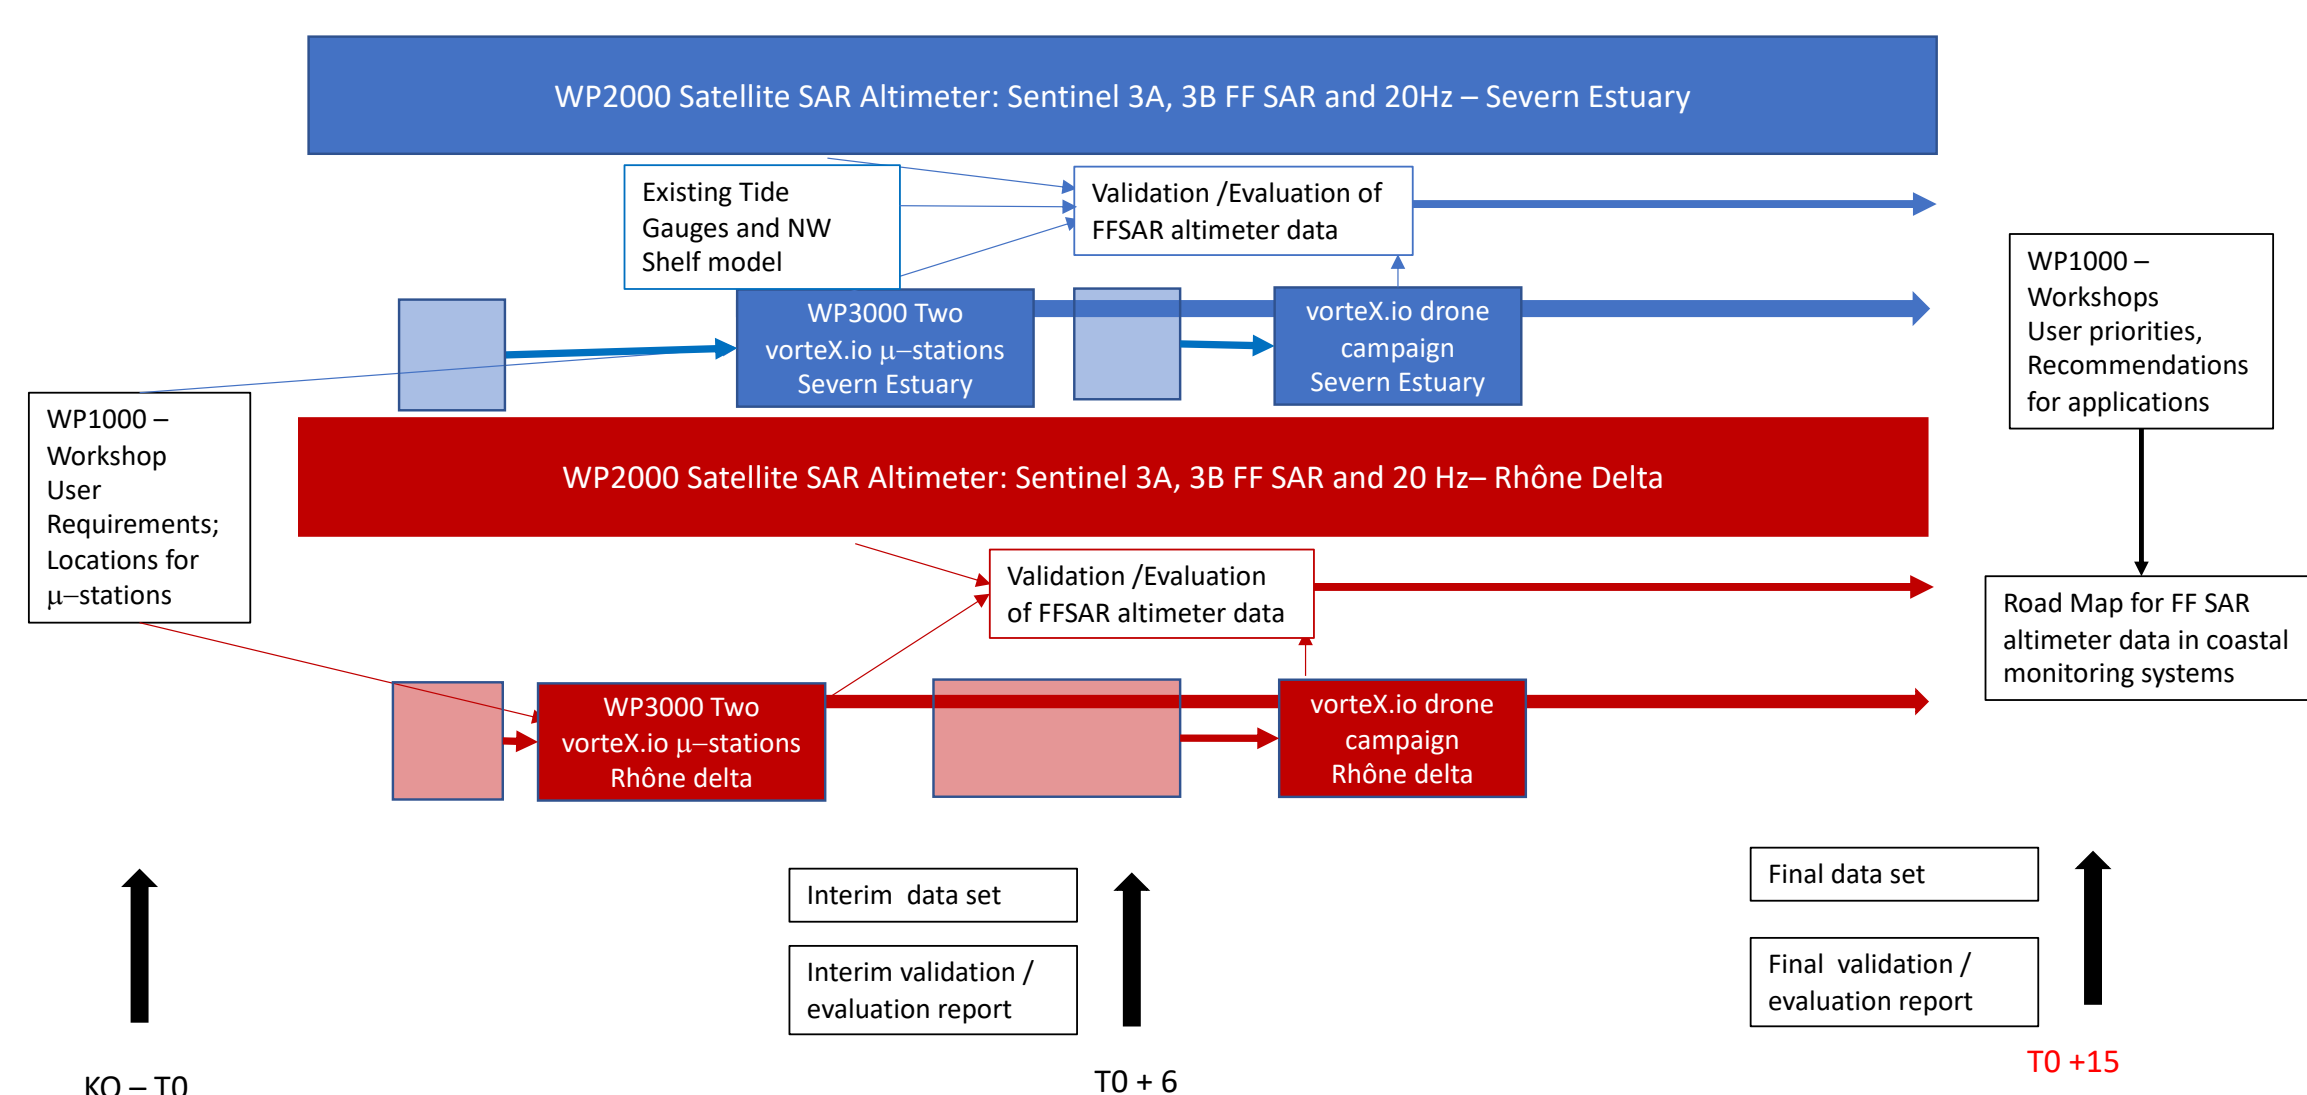 WP2000 Satellite SAR Altimeter: Sentinel 3A, 3B FF SAR and 20Hz – Severn Estuary
Existing Tide
Gauges and NW
Shelf model
Validation /Evaluation of
FFSAR altimeter data
WP3000 Two
vorteX.io μ–stations
Severn Estuary
vorteX.io drone
campaign
Severn Estuary
WP1000 –
Workshops
User priorities,
Recommendations
for applications
WP1000 –
Workshop
User
Requirements;
Locations for
μ–stations
WP2000 Satellite SAR Altimeter: Sentinel 3A, 3B FF SAR and 20 Hz– Rhône Delta
Validation /Evaluation
of FFSAR altimeter data
Road Map for FF SAR
altimeter data in coastal
monitoring systems
WP3000 Two
vorteX.io μ–stations
Rhône delta
vorteX.io drone
campaign
Rhône delta
Interim data set
Interim validation /
evaluation report
Final data set
Final validation /
evaluation report
KO – T0
T0 + 6
T0 +15